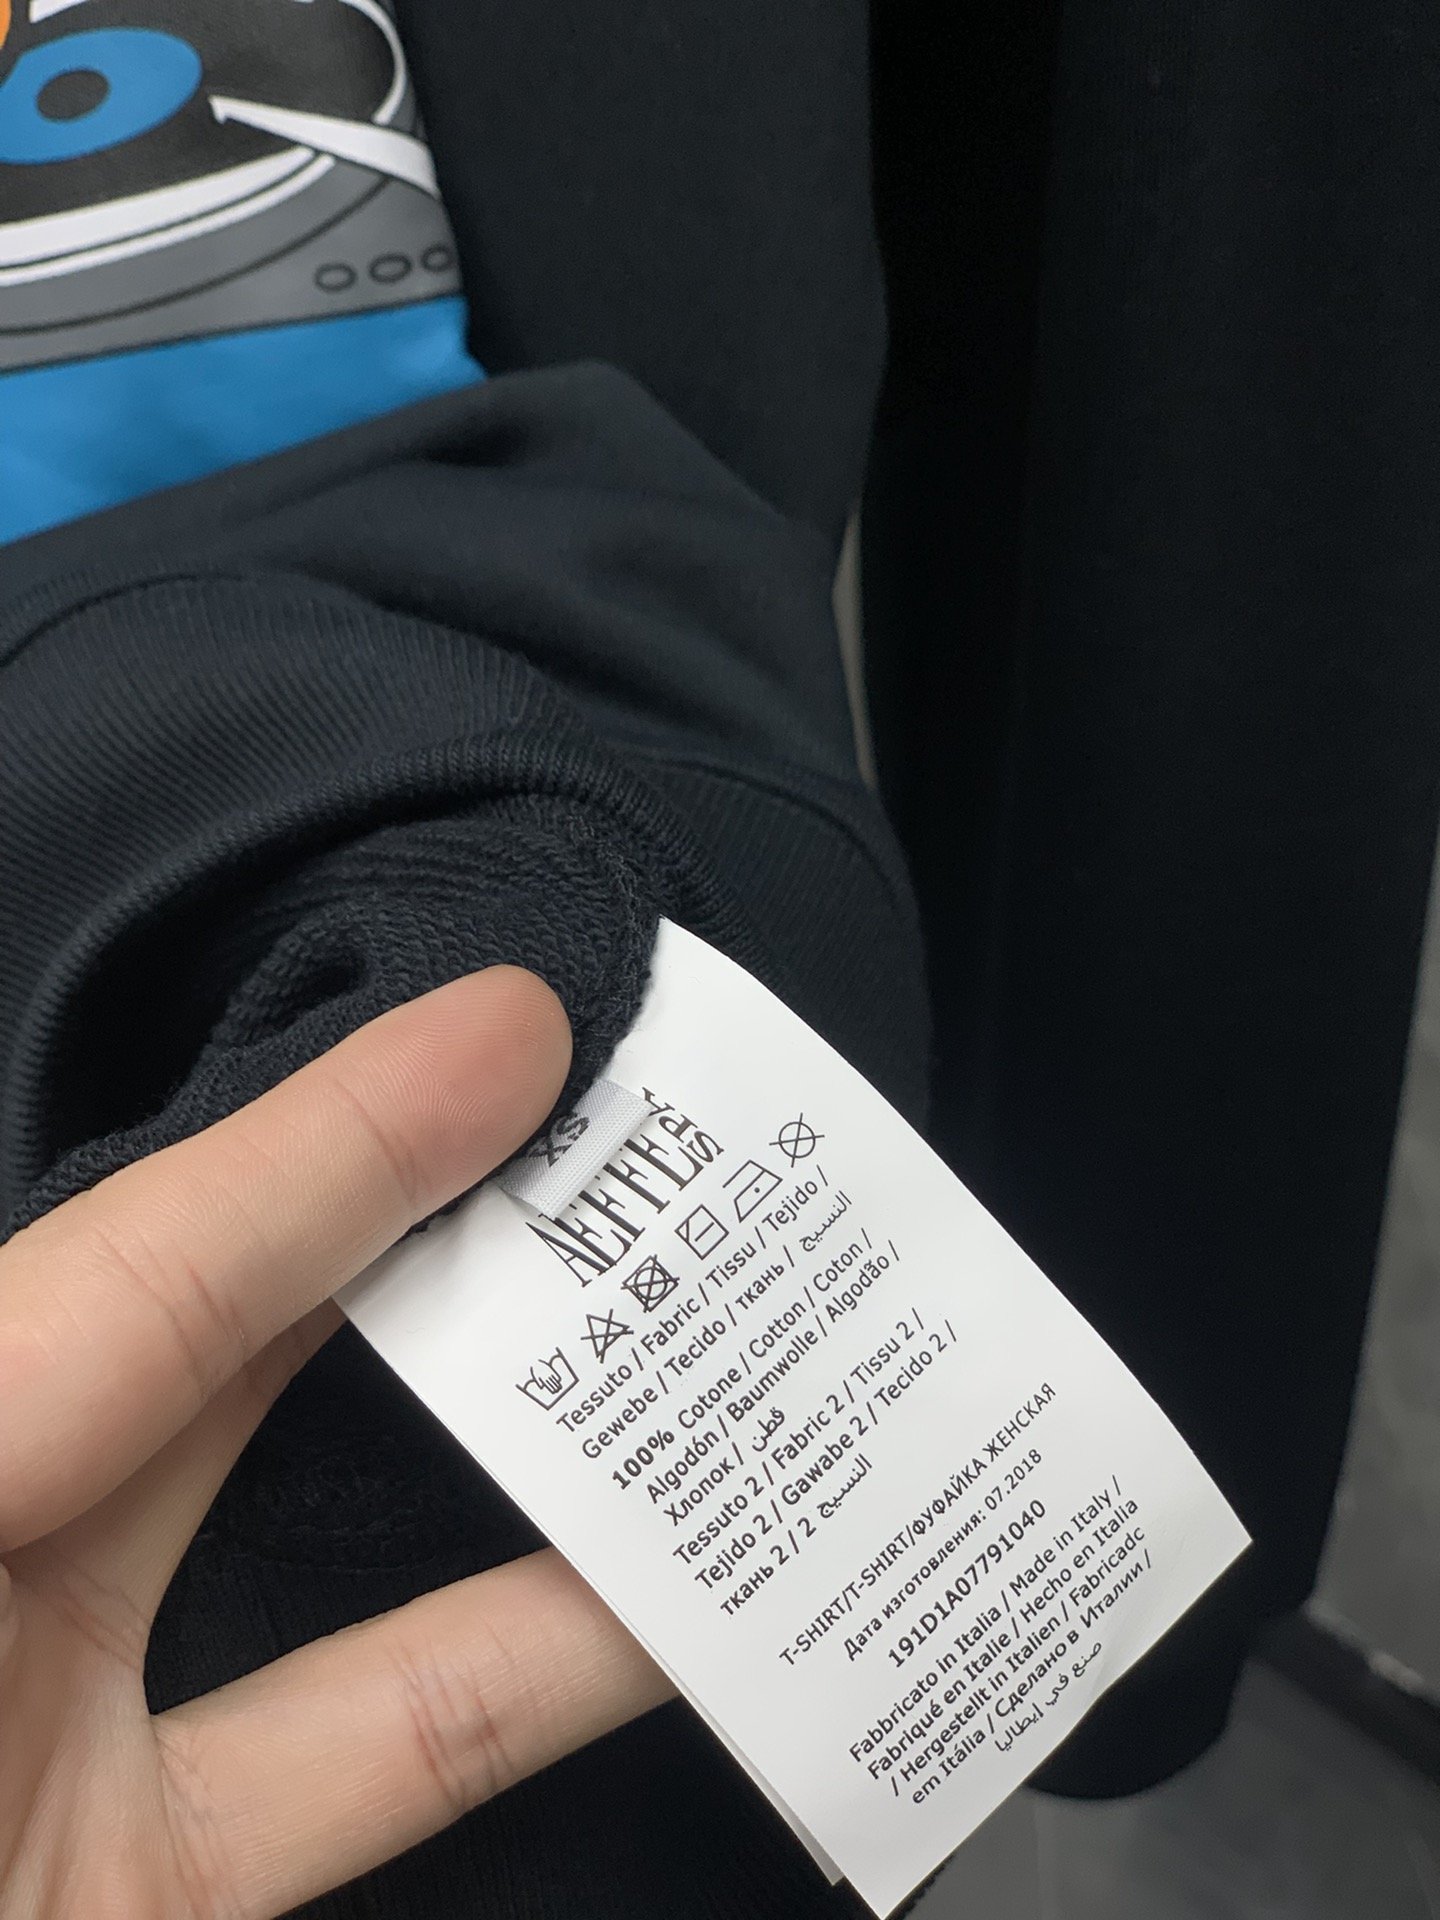 XS
AEFFE
SPA
Tessuto / Fabric / Tissu / Tejido /
Gewebe / Tecido / ткань / النسيج
100% Cotone / Cotton / Coton /
Algodón / Baumwolle / Algodão /
Хлопок / قطن
Tessuto 2 / Fabric 2 / Tissu 2 /
Tejido 2 / Gawabe 2 / Tecido 2 /
ткань 2 / 2 النسيج
T-SHIRT/T-SHIRT/ФУФАЙКА ЖЕНСКАЯ
Дата изготовления: 07.2018
191D1A07791040
Fabbricato in Italia / Made in Italy /
Fabriqué en Italie / Hecho en Italia
/ Hergestellt in Italien / Fabricadc
em Itália / Сделано в Италии /
صنع في إيطاليا